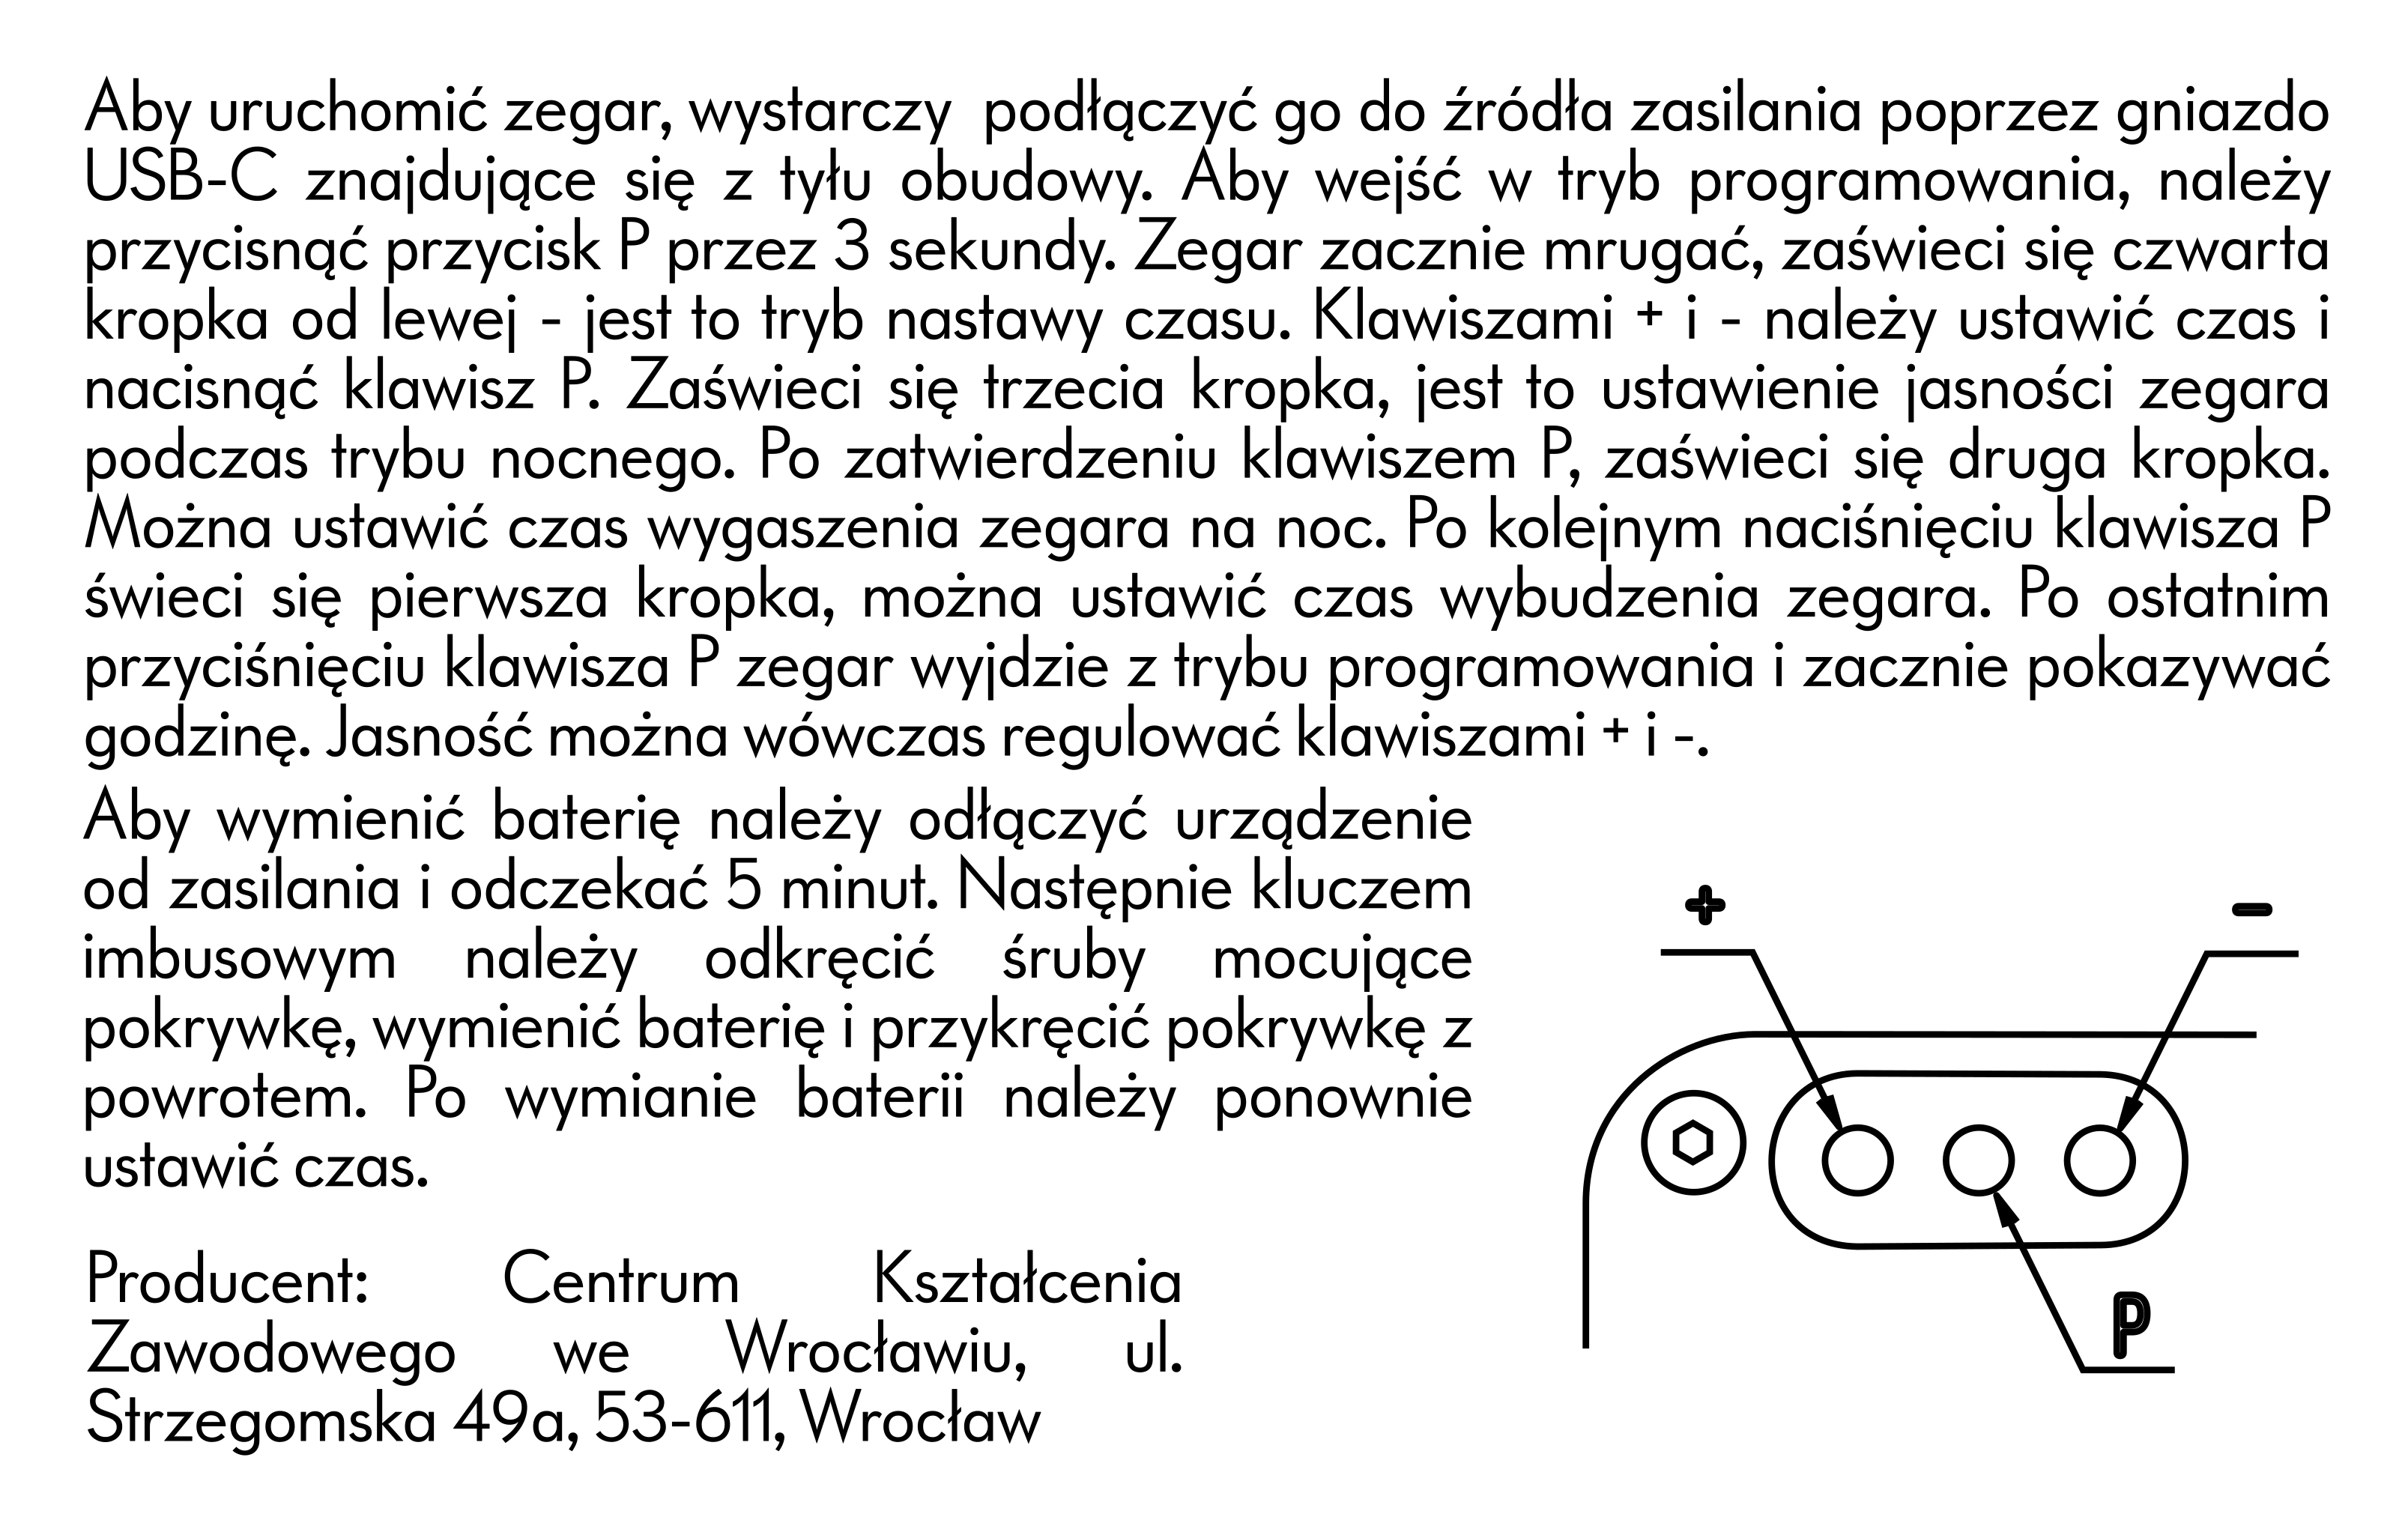 Aby uruchomić zegar, wystarczy podłączyć go do źródła zasilania poprzez gniazdo
USB-C znajdujące się z tyłu obudowy. Aby wejść w tryb programowania, należy
przycisnąć przycisk P przez 3 sekundy. Zegar zacznie mrugać, zaświeci się czwarta
kropka od lewej - jest to tryb nastawy czasu. Klawiszami + i - należy ustawić czas i
nacisnąć klawisz P. Zaświeci się trzecia kropka, jest to ustawienie jasności zegara
podczas trybu nocnego. Po zatwierdzeniu klawiszem P, zaświeci się druga kropka.
Można ustawić czas wygaszenia zegara na noc. Po kolejnym naciśnięciu klawisza P
świeci się pierwsza kropka, można ustawić czas wybudzenia zegara. Po ostatnim
przyciśnięciu klawisza P zegar wyjdzie z trybu programowania i zacznie pokazywać
godzinę. Jasność można wówczas regulować klawiszami + i -.
Aby wymienić baterię należy odłączyć urządzenie
od zasilania i odczekać 5 minut. Następnie kluczem
imbusowym należy odkręcić śruby mocujące
pokrywkę, wymienić baterię i przykręcić pokrywkę z
powrotem. Po wymianie baterii należy ponownie
ustawić czas.
Producent: Centrum Kształcenia
Zawodowego we Wrocławiu, ul.
Strzegomska 49a, 53-611, Wrocław
+
-
P